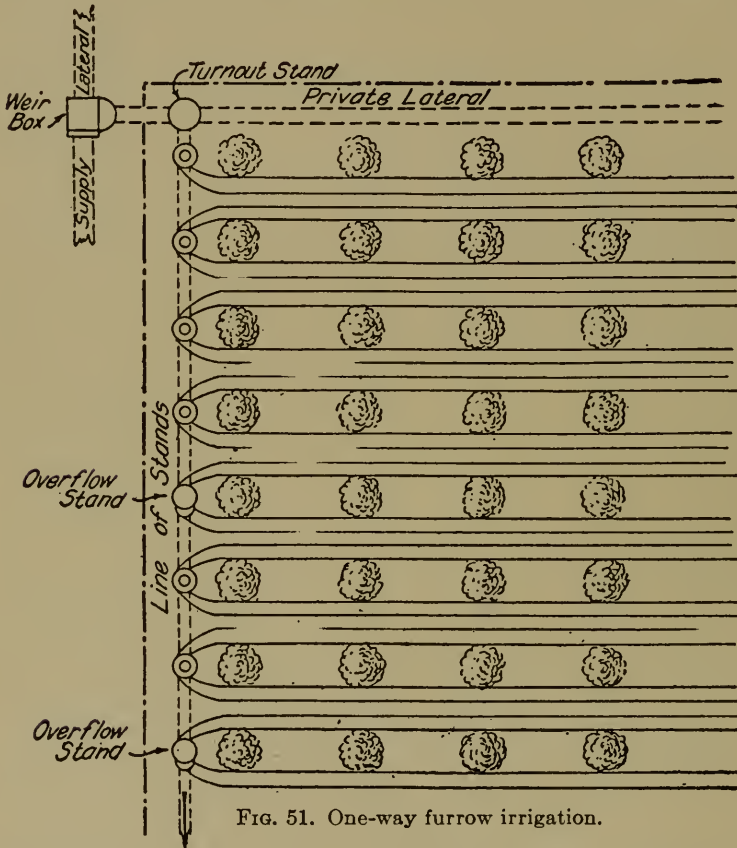 Lateral
Turnout Stand
Private Lateral
Weir
Box
Supply
Line of Stands
Overflow
Stand
Overflow
Stand
FIG. 51. One-way furrow irrigation.